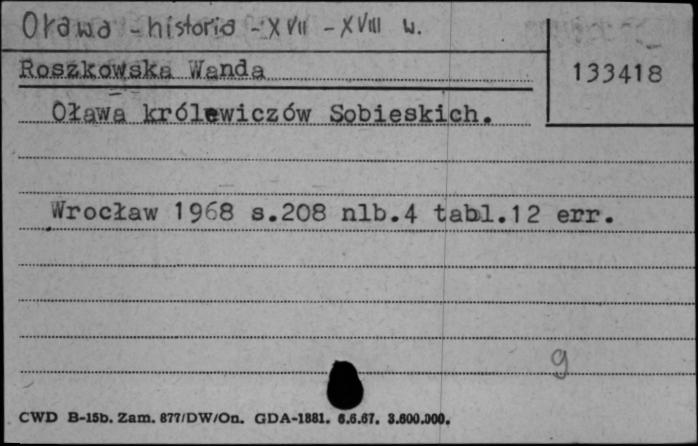 Oława - historia - XVII - XVIII w.
Roszkowska Wanda
133418
Oława królewiczów Sobieskich.
Wrocław 1968 s.208 nlb.4 tabl.12 err.
g
CWD B-15b. Zam. 877/DW/On. GDA-1881. 6.6.67. 3.600.000.